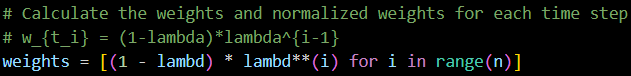 # Calculate the weights and normalized weights for each time step
# w_{t_i} = (1-lambda)*lambda^{i-1}
weights = [(1 - lambd) * lambd**(i) for i in range(n)]